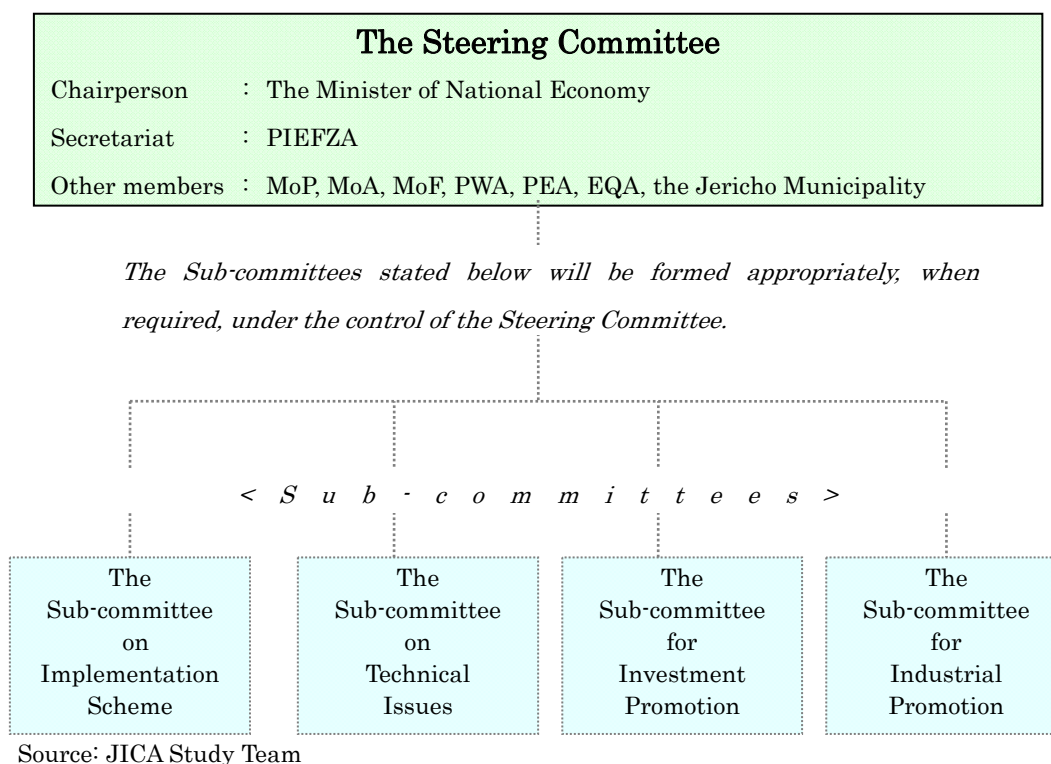 The Steering Committee
Chairperson : The Minister of National Economy
Secretariat : PIEFZA
Other members : MoP, MoA, MoF, PWA, PEA, EQA, the Jericho Municipality
The Sub-committees stated below will be formed appropriately, when
required, under the control of the Steering Committee.
< S u b - c o m m i t t e e s >
The
Sub-committee
on
Implementation
Scheme
The
Sub-committee
on
Technical
Issues
The
Sub-committee
for
Investment
Promotion
The
Sub-committee
for
Industrial
Promotion
Source: JICA Study Team